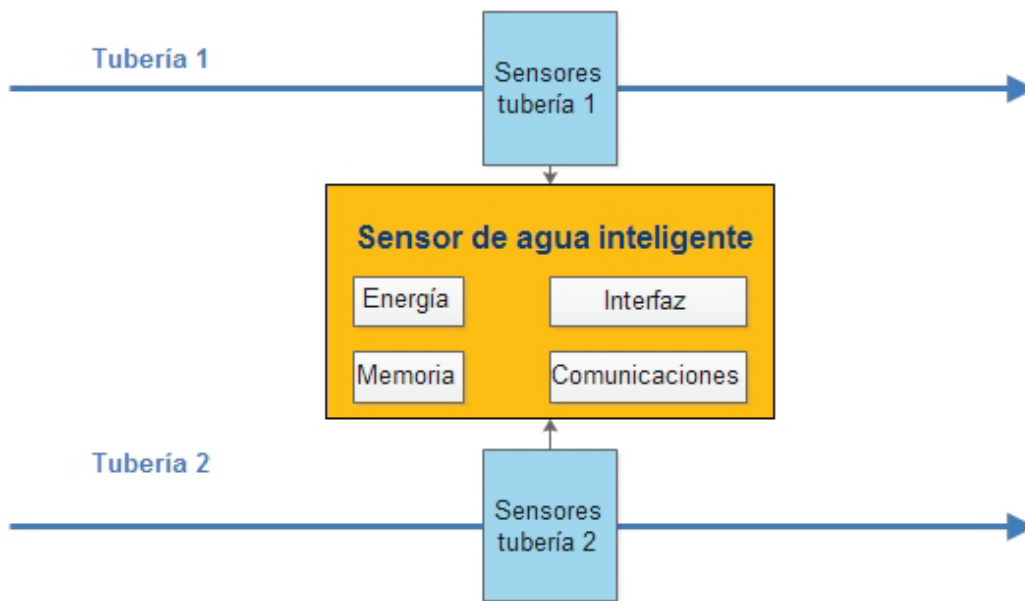 Tubería 1
Sensores
tubería 1
Sensor de agua inteligente
Energía
Interfaz
Memoria
Comunicaciones
Tubería 2
Sensores
tubería 2